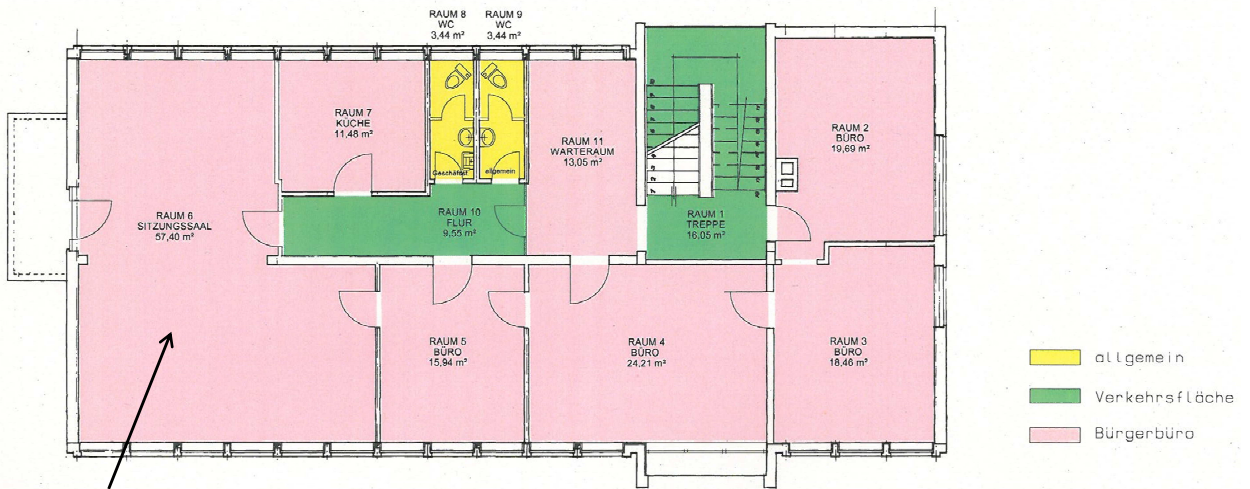 RAUM 8
WC
3,44 m²
RAUM 9
WC
3,44 m²
RAUM 7
KÜCHE
11,48 m²
RAUM 11
WARTERAUM
13,05 m²
RAUM 2
BÜRO
19,69 m²
Geschäftsst
allgemein
RAUM 6
SITZUNGSSAAL
57,40 m²
RAUM 10
FLUR
9,55 m²
RAUM 1
TREPPE
16,05 m²
RAUM 5
BÜRO
15,94 m²
RAUM 4
BÜRO
24,21 m²
RAUM 3
BÜRO
18,46 m²
allgemein
Verkehrsfläche
Bürgerbüro